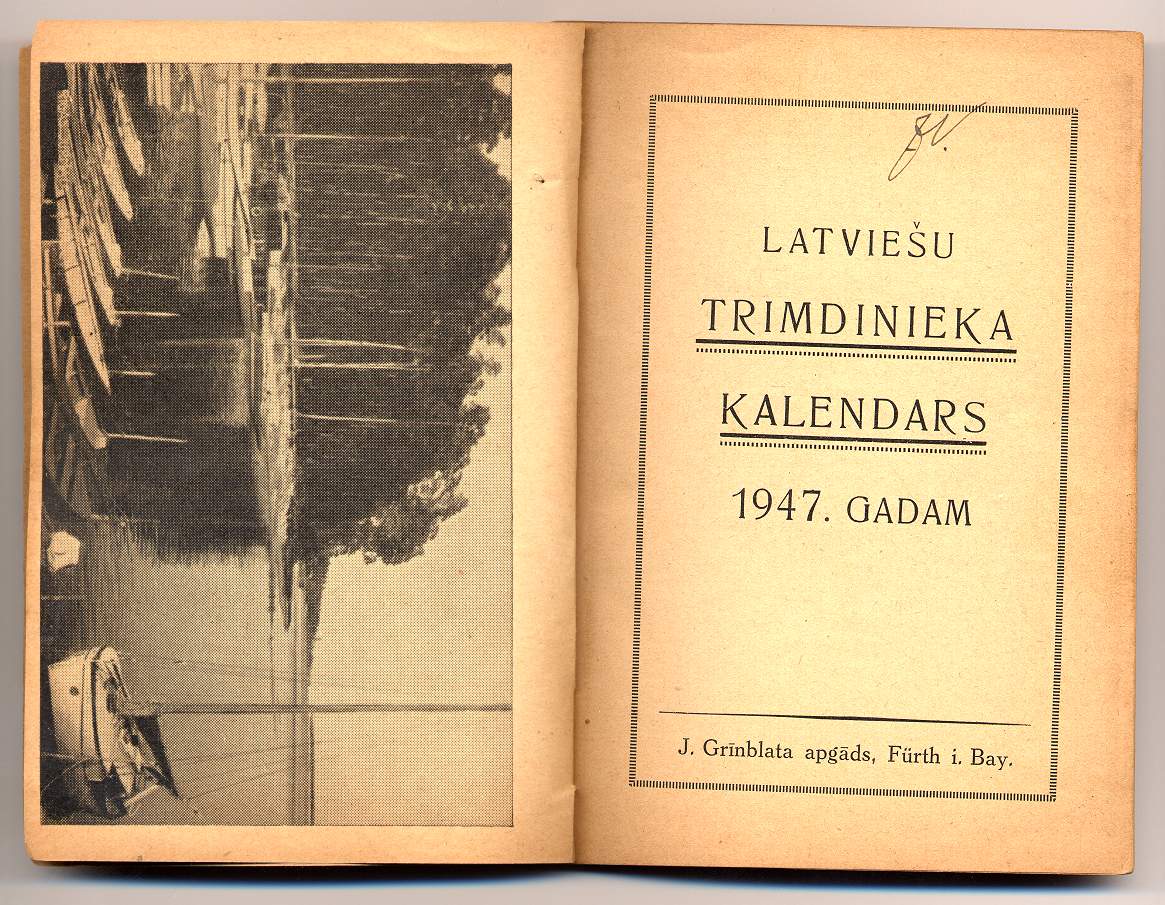 LATVIEŠU
TRIMDINIEKA
KALENDARS
1947. GADAM
J. Grīnblata apgāds, Fürth i. Bay.